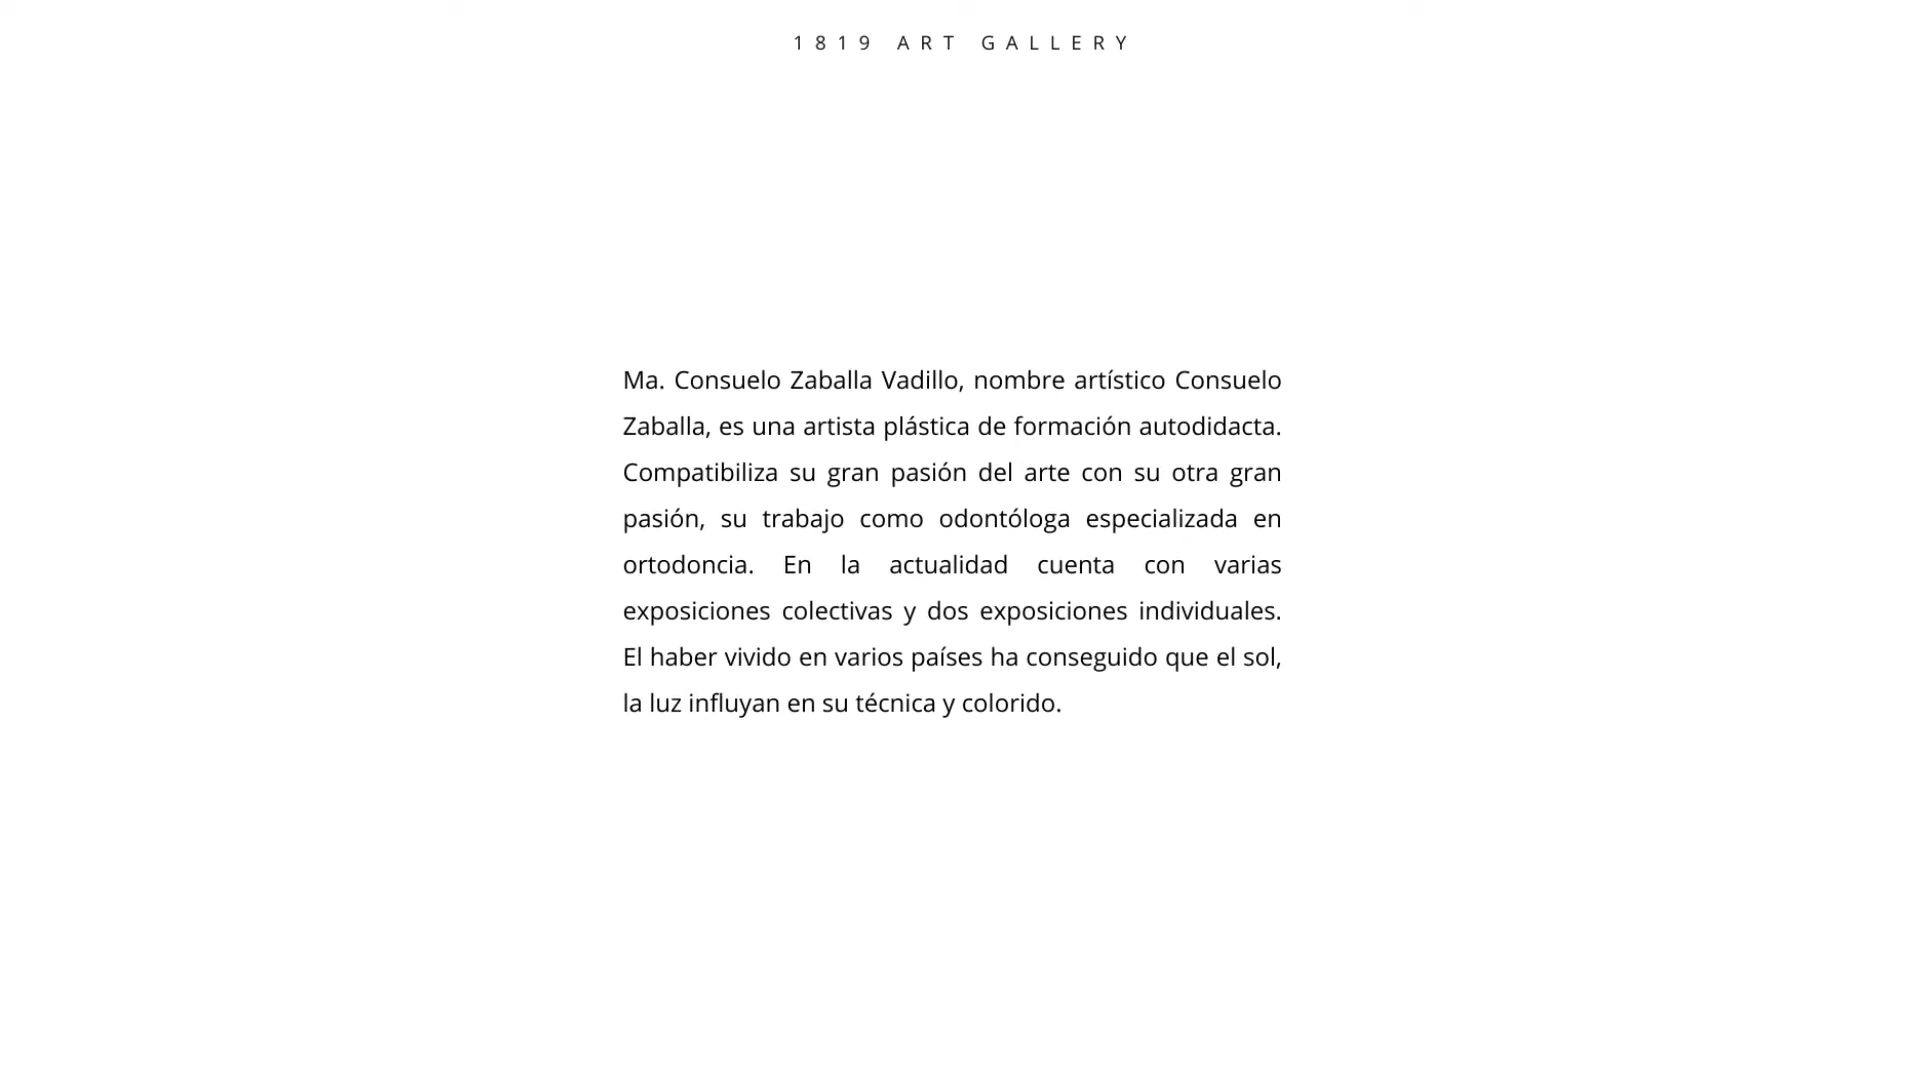 1819 ART GALLERY
Ma. Consuelo Zaballa Vadillo, nombre artístico Consuelo
Zaballa, es una artista plástica de formación autodidacta.
Compatibiliza su gran pasión del arte con su otra gran
pasión, su trabajo como odontóloga especializada en
ortodoncia. En la actualidad cuenta con varias
exposiciones colectivas y dos exposiciones individuales.
El haber vivido en varios países ha conseguido que el sol,
la luz influyan en su técnica y colorido.